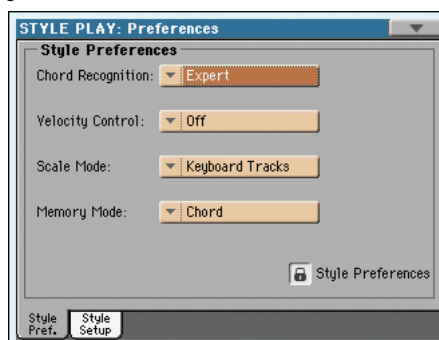 STYLE PLAY: Preferences
Style Preferences
Chord Recognition: Expert
Velocity Control: Off
Scale Mode: Keyboard Tracks
Memory Mode: Chord
Style Preferences
Style Pref. Style Setup